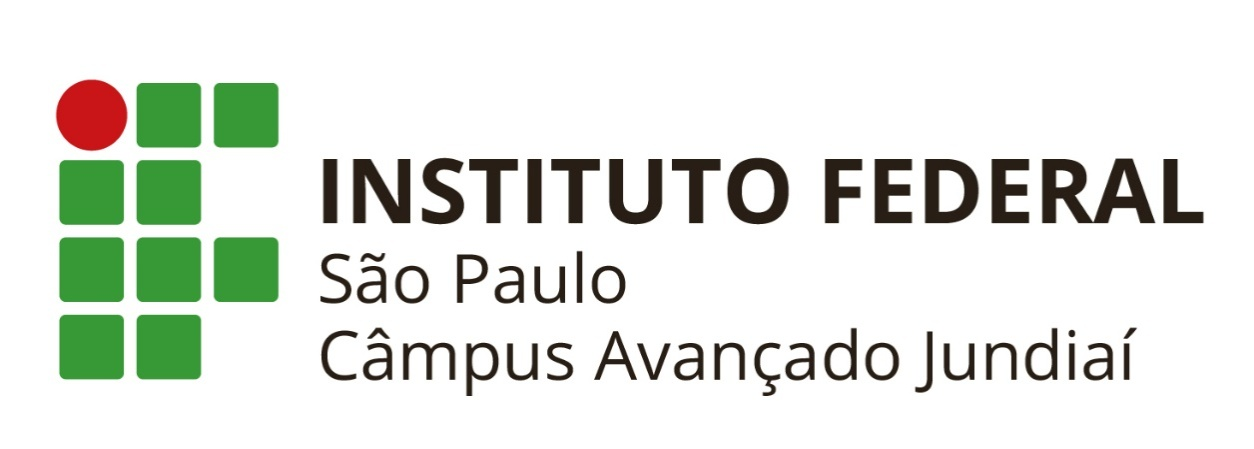 INSTITUTO FEDERAL
São Paulo
Câmpus Avançado Jundiaí